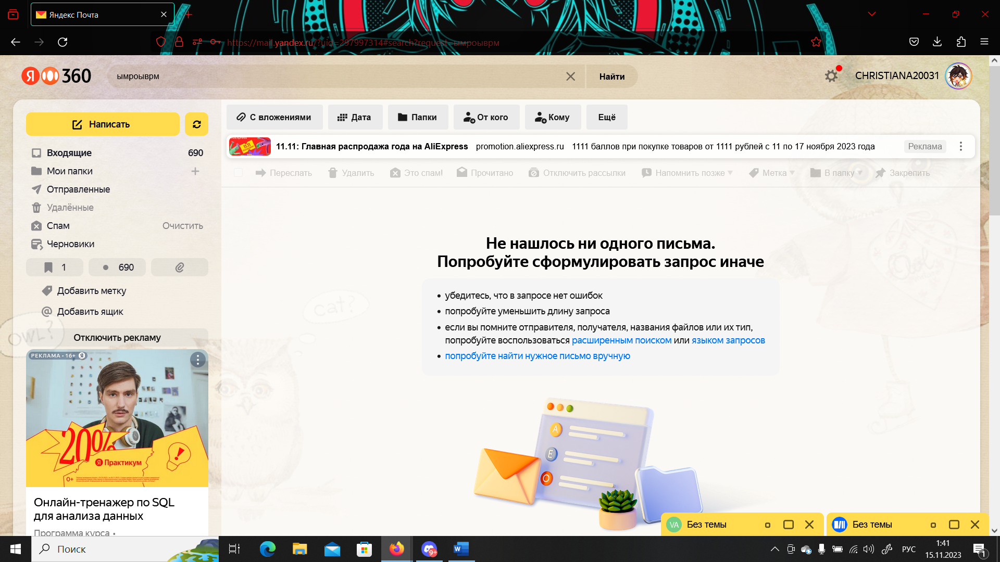 Яндекс Почта
https://mail.yandex.ru/?uid=297997314#search?request=ымроыврм
Я 360
ымроыврм
Найти
CHRISTIANA20031
Написать
С вложениями
Дата
Папки
От кого
Кому
Ещё
11.11: Главная распродажа года на AliExpress promotion.aliexpress.ru 1111 баллов при покупке товаров от 1111 рублей с 11 по 17 ноября 2023 года Реклама
Входящие 690
Мои папки
Отправленные
Удалённые
Спам Очистить
Черновики
1 690
Добавить метку
Добавить ящик
Отключить рекламу
Переслать Удалить Это спам! Прочитано Отключить рассылки Напомнить позже Метка В папку Закрепить
Не нашлось ни одного письма.
Попробуйте сформулировать запрос иначе
убедитесь, что в запросе нет ошибок
попробуйте уменьшить длину запроса
если вы помните отправителя, получателя, названия файлов или их тип,
попробуйте воспользоваться расширенным поиском или языком запросов
попробуйте найти нужное письмо вручную
cat?
OWL?
РЕКЛАМА • 16+ Я
20%
Я Практикум
0+
Онлайн-тренажер по SQL
для анализа данных
Программа курса •
A
E
O
VA Без темы
Без темы
Поиск
9+
W
РУС
1:41
15.11.2023
1